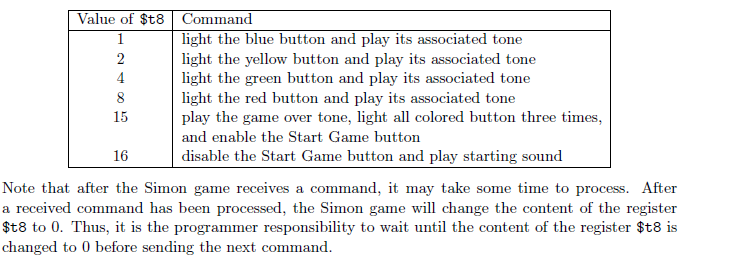 Value of $t8 Command
1 light the blue button and play its associated tone
2 light the yellow button and play its associated tone
4 light the green button and play its associated tone
8 light the red button and play its associated tone
15 play the game over tone, light all colored button three times,
and enable the Start Game button
16 disable the Start Game button and play starting sound
Note that after the Simon game receives a command, it may take some time to process. After
a received command has been processed, the Simon game will change the content of the register
$t8 to 0. Thus, it is the programmer responsibility to wait until the content of the register $t8 is
changed to 0 before sending the next command.